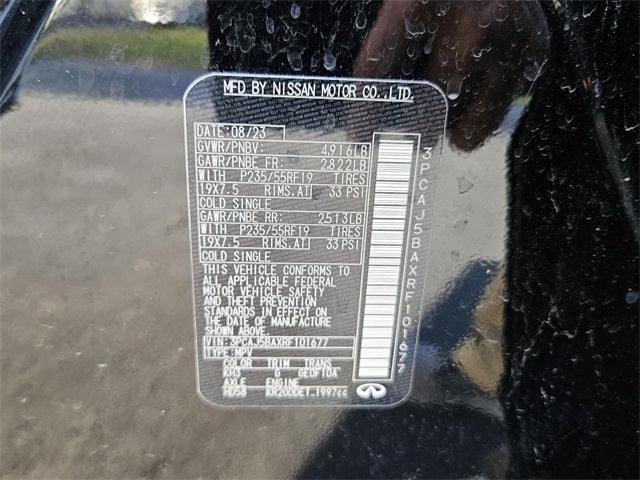 MFD BY NISSAN MOTOR CO., LTD.
DATE: 08/23
GVWR/PNBV: 4,916LB
GAWR/PNBE FR: 2,822LB
WITH P235/55RF19 TIRES
19X7.5 RIMS, AT 33 PSI
COLD SINGLE
GAWR/PNBE RR: 2,513LB
WITH P235/55RF19 TIRES
19X7.5 RIMS, AT 33 PSI
COLD SINGLE
THIS VEHICLE CONFORMS TO
ALL APPLICABLE FEDERAL
MOTOR VEHICLE SAFETY
AND THEFT PREVENTION
STANDARDS IN EFFECT ON
THE DATE OF MANUFACTURE
SHOWN ABOVE.
VIN: 3PCAJ5BAXRF101677
TYPE: MPV
COLOR TRIM TRANS
KH3 G
AXLE ENGINE
HD58 KR20DDET 1997cc
3PCAJ5BAXRF101677